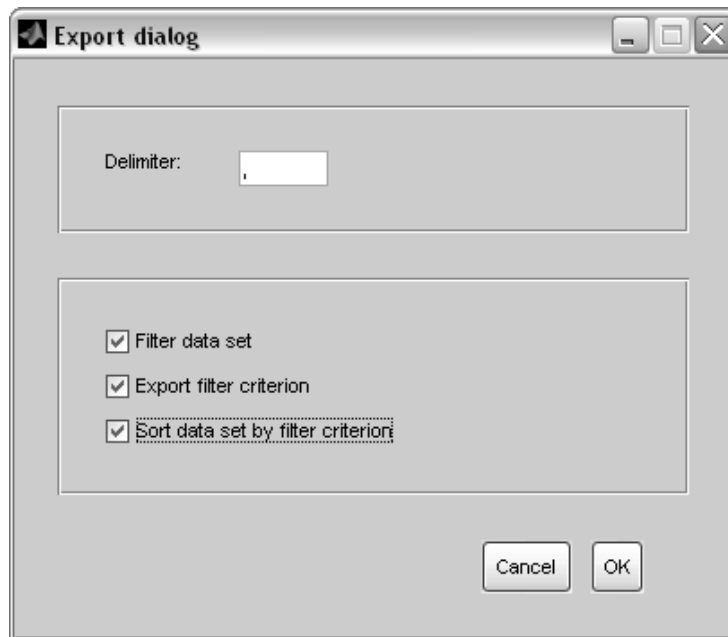 Export dialog
Delimiter:
,
Filter data set
Export filter criterion
Sort data set by filter criterion
Cancel
OK